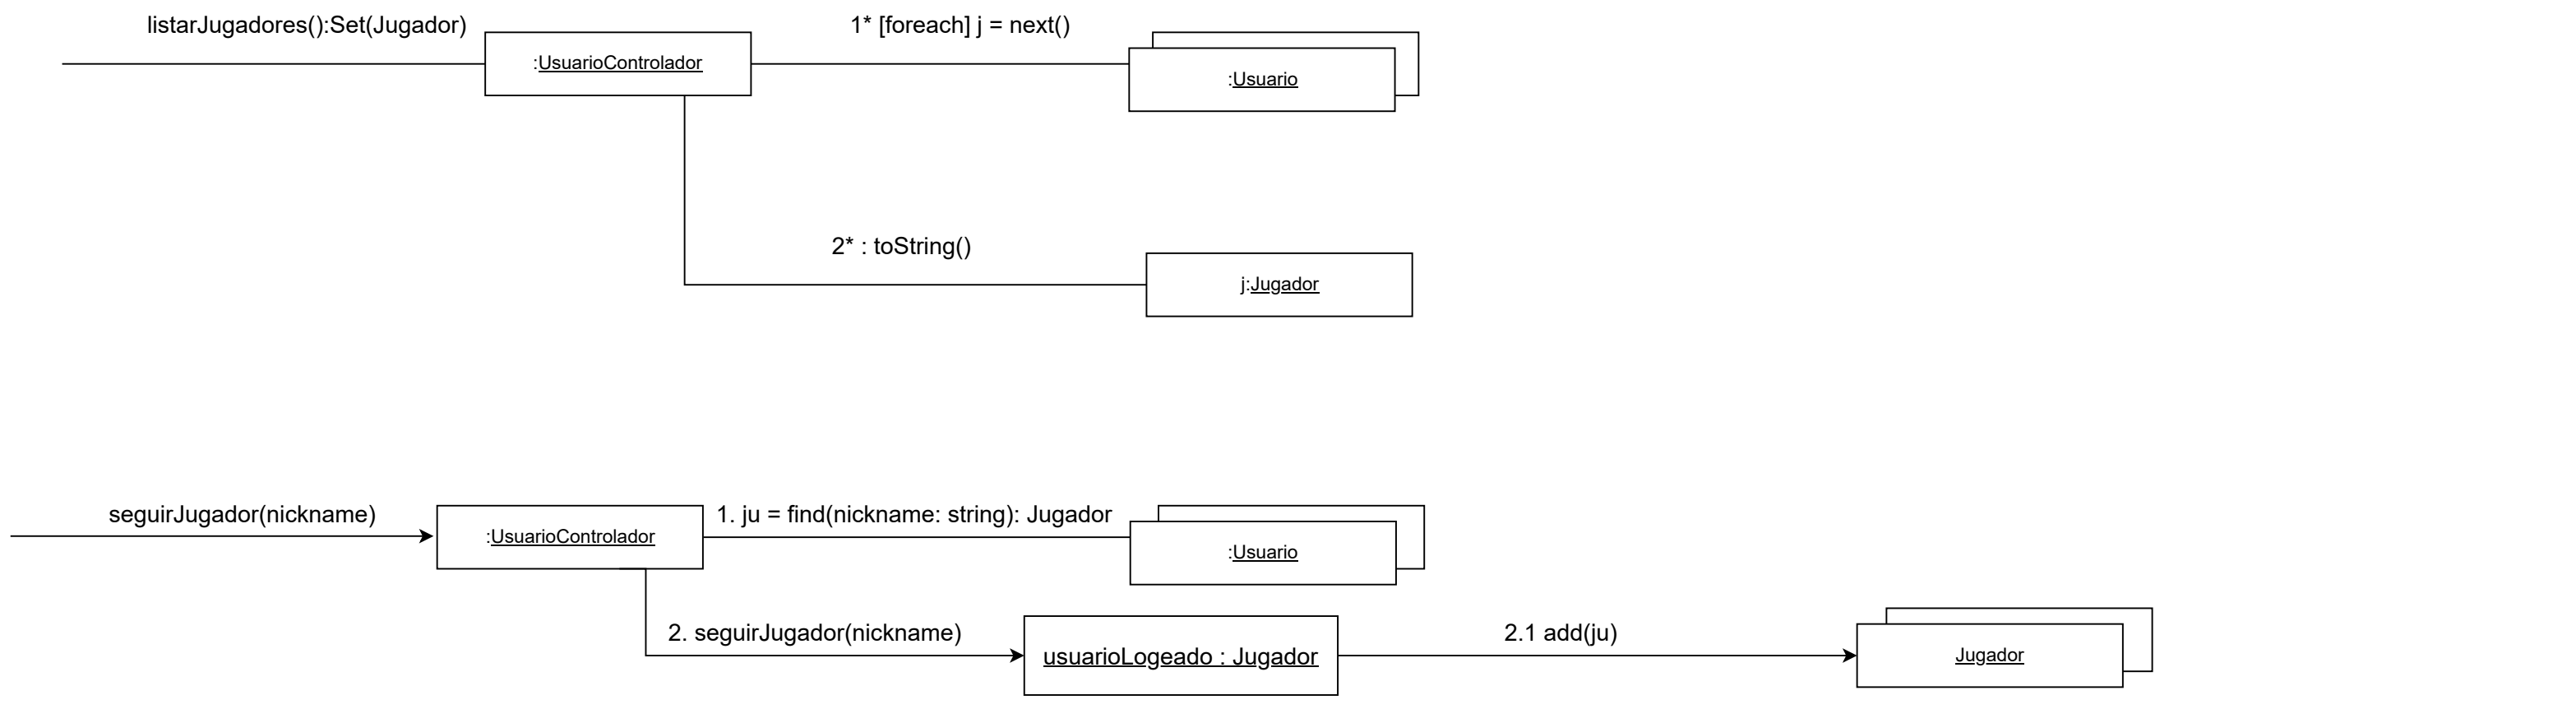 listarJugadores():Set(Jugador)
1* [foreach] j = next()
:UsuarioControlador
:Usuario
2* : toString()
j:Jugador
seguirJugador(nickname)
1. ju = find(nickname: string): Jugador
:UsuarioControlador
:Usuario
2. seguirJugador(nickname)
2.1 add(ju)
usuarioLogeado : Jugador
Jugador